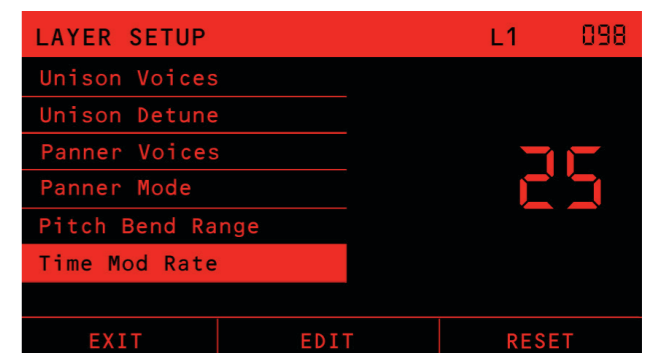 LAYER SETUP L1 098
Unison Voices
Unison Detune
Panner Voices
Panner Mode
Pitch Bend Range
Time Mod Rate
25
EXIT EDIT RESET